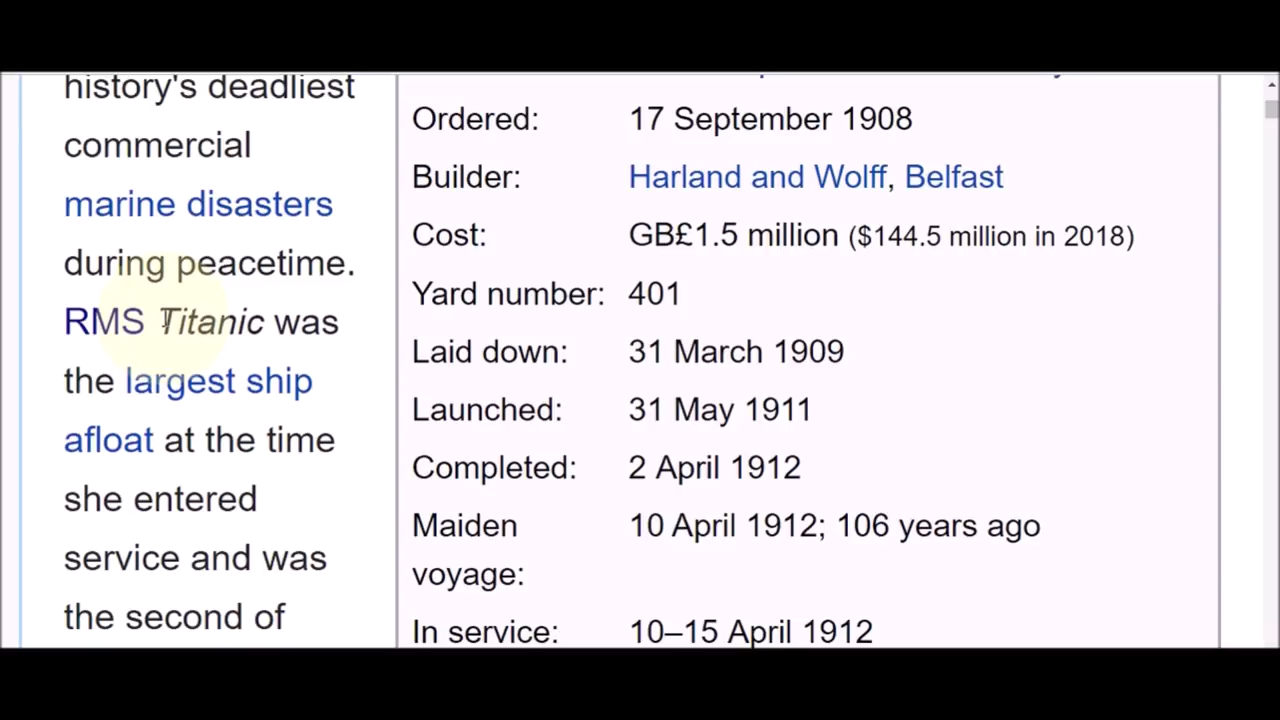 history's deadliest
commercial
marine disasters
during peacetime.
RMS Titanic was
the largest ship
afloat at the time
she entered
service and was
the second of
Ordered: 17 September 1908
Builder: Harland and Wolff, Belfast
Cost: GB£1.5 million ($144.5 million in 2018)
Yard number: 401
Laid down: 31 March 1909
Launched: 31 May 1911
Completed: 2 April 1912
Maiden 10 April 1912; 106 years ago
voyage:
In service: 10–15 April 1912